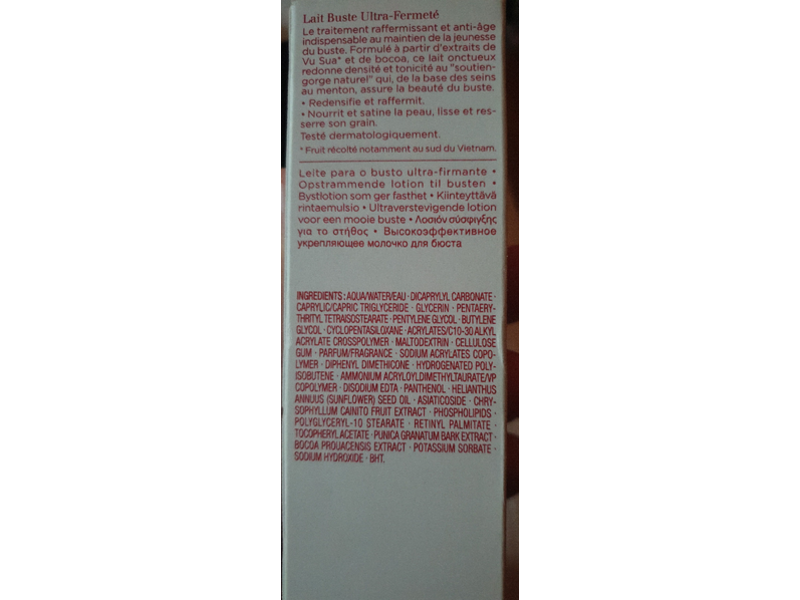 Lait Buste Ultra-Fermeté
Le traitement raffermissant et anti-âge
indispensable au maintien de la jeunesse
du buste. Formulé à partir d'extraits de
Vu Sua* et de bocoa, ce lait onctueux
redonne densité et tonicité au "soutien-
gorge naturel" qui, de la base des seins
au menton, assure la beauté du buste.
• Redensifie et raffermit.
• Nourrit et satine la peau, lisse et res-
serre son grain.
Testé dermatologiquement.
* Fruit récolté notamment au sud du Vietnam.
Leite para o busto ultra-firmante •
Opstrammende lotion til busten •
Bystlotion som ger fasthet • Kiinteyttävä
rintaemulsio • Ultraverstevigende lotion
voor een mooie buste • Λοσιόν σύσφιγξης
για το στήθος • Высокоэффективное
укрепляющее молочко для бюста
INGREDIENTS : AQUA/WATER/EAU · DICAPRYLYL CARBONATE ·
CAPRYLIC/CAPRIC TRIGLYCERIDE · GLYCERIN · PENTAERY-
THRITYL TETRAISOSTEARATE · PENTYLENE GLYCOL · BUTYLENE
GLYCOL · CYCLOPENTASILOXANE · ACRYLATES/C10-30 ALKYL
ACRYLATE CROSSPOLYMER · MALTODEXTRIN · CELLULOSE
GUM · PARFUM/FRAGRANCE · SODIUM ACRYLATES COPO-
LYMER · DIPHENYL DIMETHICONE · HYDROGENATED POLY-
ISOBUTENE · AMMONIUM ACRYLOYLDIMETHYLTAURATE/VP
COPOLYMER · DISODIUM EDTA · PANTHENOL · HELIANTHUS
ANNUUS (SUNFLOWER) SEED OIL · ASIATICOSIDE · CHRY-
SOPHYLLUM CAINITO FRUIT EXTRACT · PHOSPHOLIPIDS ·
POLYGLYCERYL-10 STEARATE · RETINYL PALMITATE ·
TOCOPHERYL ACETATE · PUNICA GRANATUM BARK EXTRACT ·
BOCOA PROUACENSIS EXTRACT · POTASSIUM SORBATE ·
SODIUM HYDROXIDE · BHT.